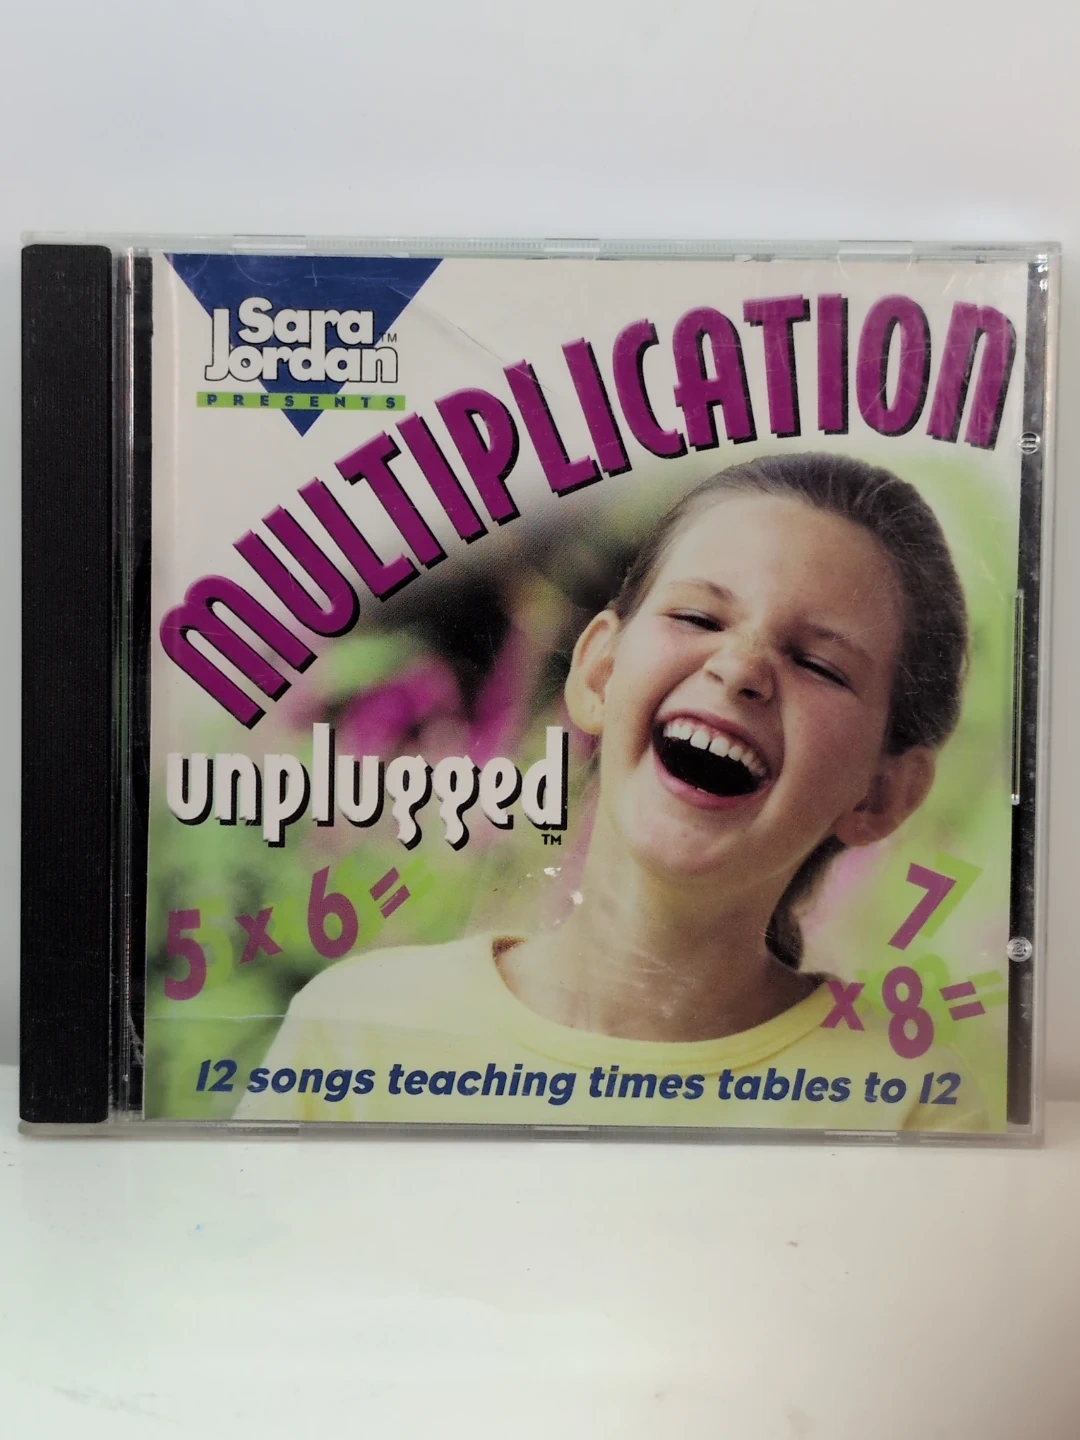 Sara
Jordan™
PRESENTS
MULTIPLICATION
unplugged™
5 x 6 =
7
x 8 =
12 songs teaching times tables to 12